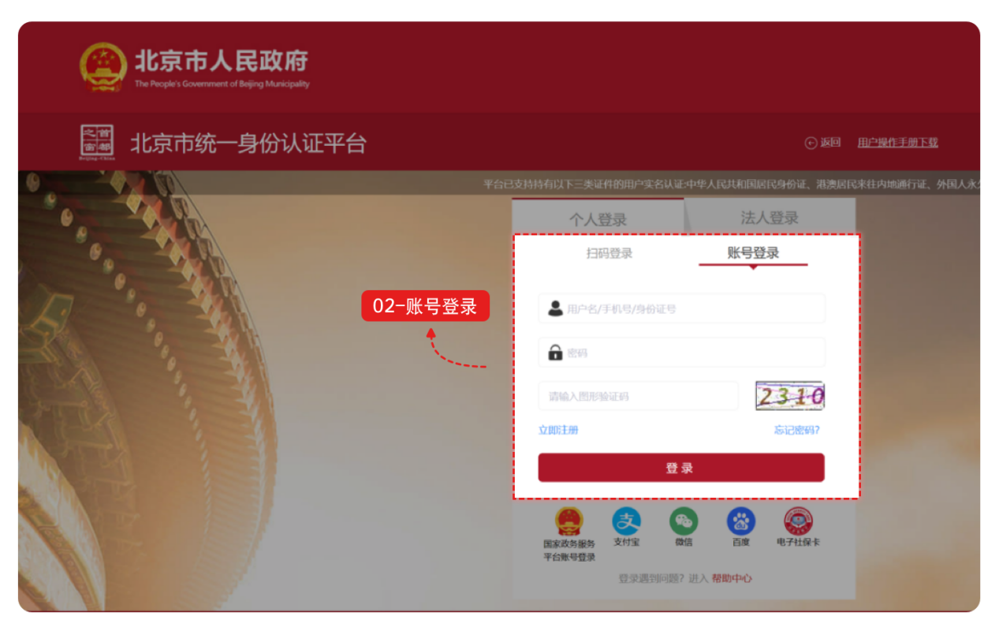 北京市人民政府
The People's Government of Beijing Municipality
首都之窗
Beijing-China
北京市统一身份认证平台
返回 用户操作手册下载
平台已支持持有以下三类证件的用户实名认证:中华人民共和国居民身份证、港澳居民来往内地通行证、外国人永
个人登录 法人登录
扫码登录 账号登录
02-账号登录
用户名/手机号/身份证号
密码
请输入图形验证码 2310
立即注册 忘记密码?
登 录
支
国家政务服务 支付宝 微信 百度 电子社保卡
平台账号登录
登录遇到问题? 进入 帮助中心